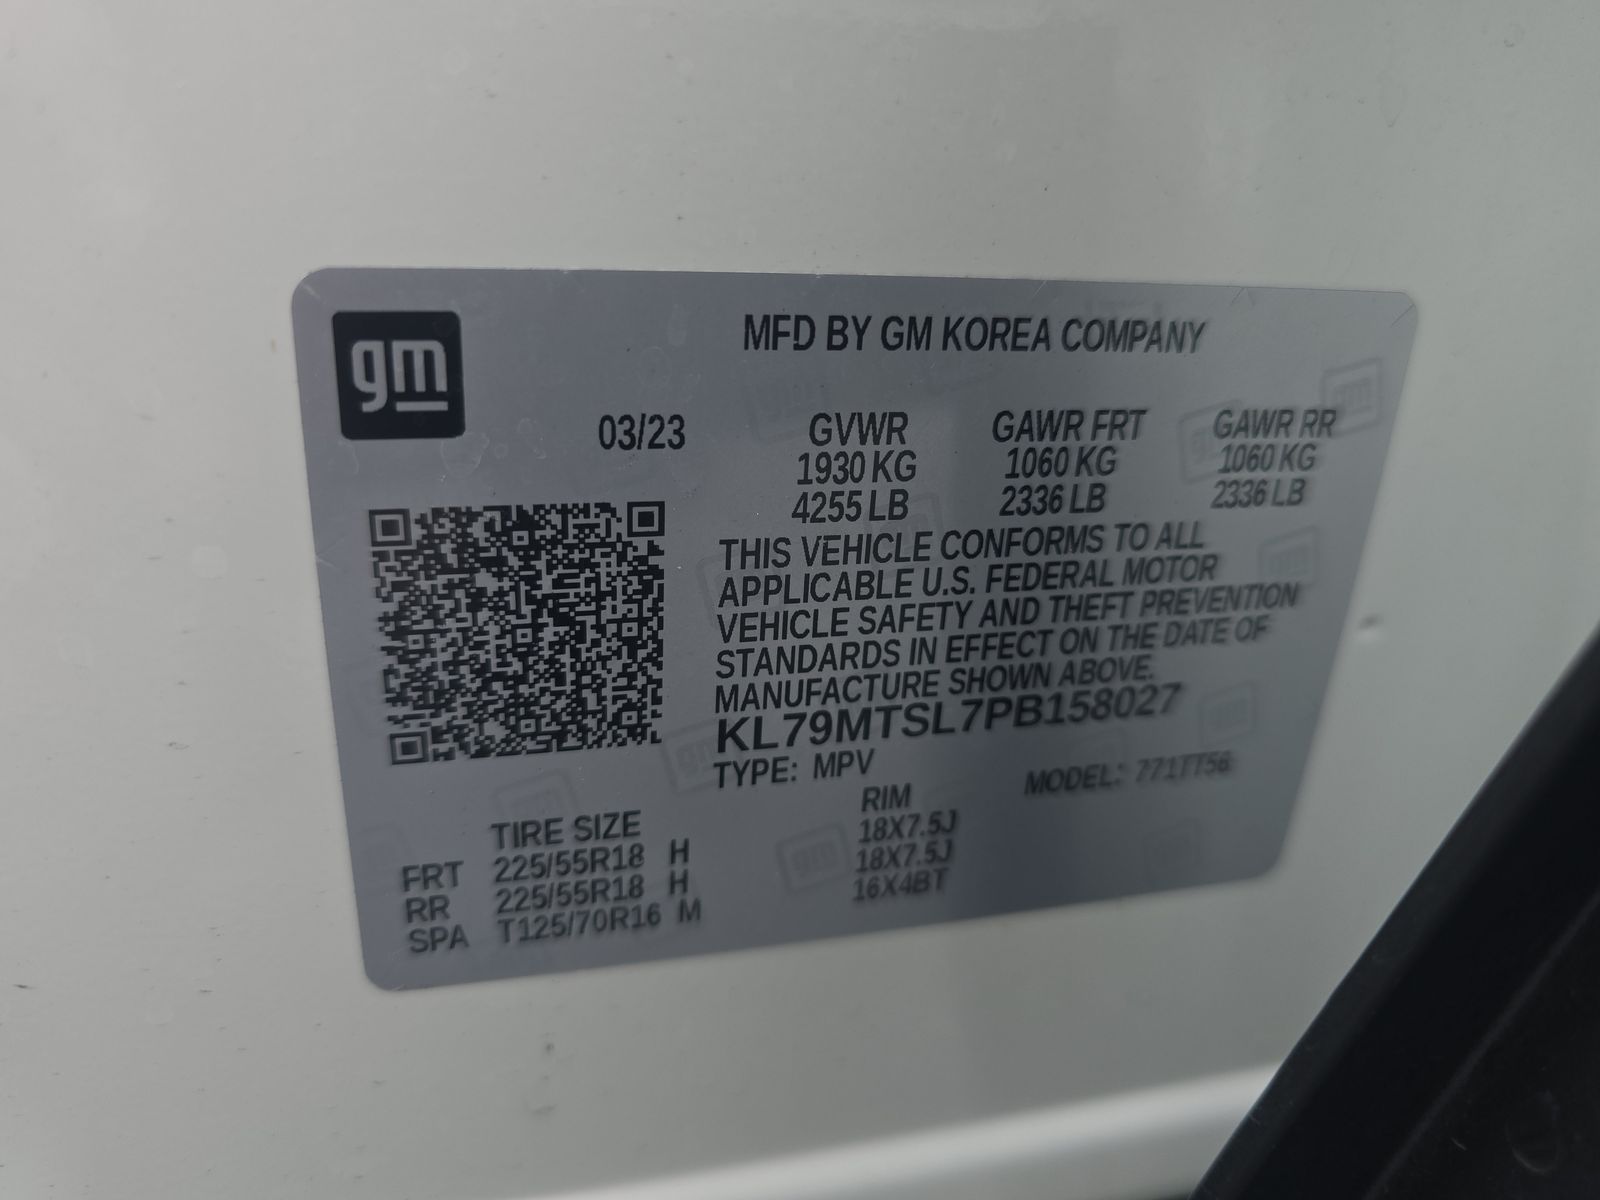 gm
MFD BY GM KOREA COMPANY
03/23 GVWR GAWR FRT GAWR RR
1930 KG 1060 KG 1060 KG
4255 LB 2336 LB 2336 LB
THIS VEHICLE CONFORMS TO ALL
APPLICABLE U.S. FEDERAL MOTOR
VEHICLE SAFETY AND THEFT PREVENTION
STANDARDS IN EFFECT ON THE DATE OF
MANUFACTURE SHOWN ABOVE.
KL79MTSL7PB158027
TYPE: MPV MODEL: 771TT56
TIRE SIZE RIM
FRT 225/55R18 H 18X7.5J
RR 225/55R18 H 18X7.5J
SPA T125/70R16 M 16X4BT